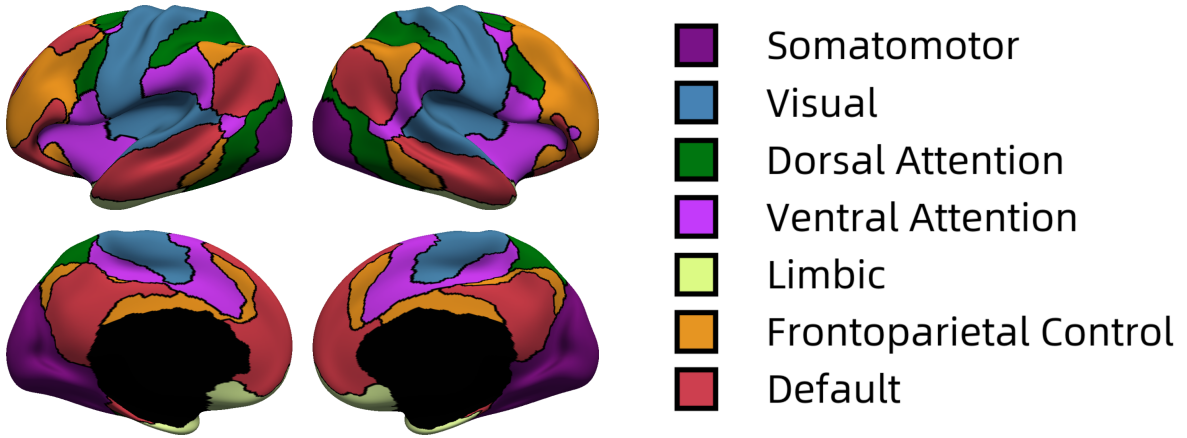 Somatomotor
Visual
Dorsal Attention
Ventral Attention
Limbic
Frontoparietal Control
Default